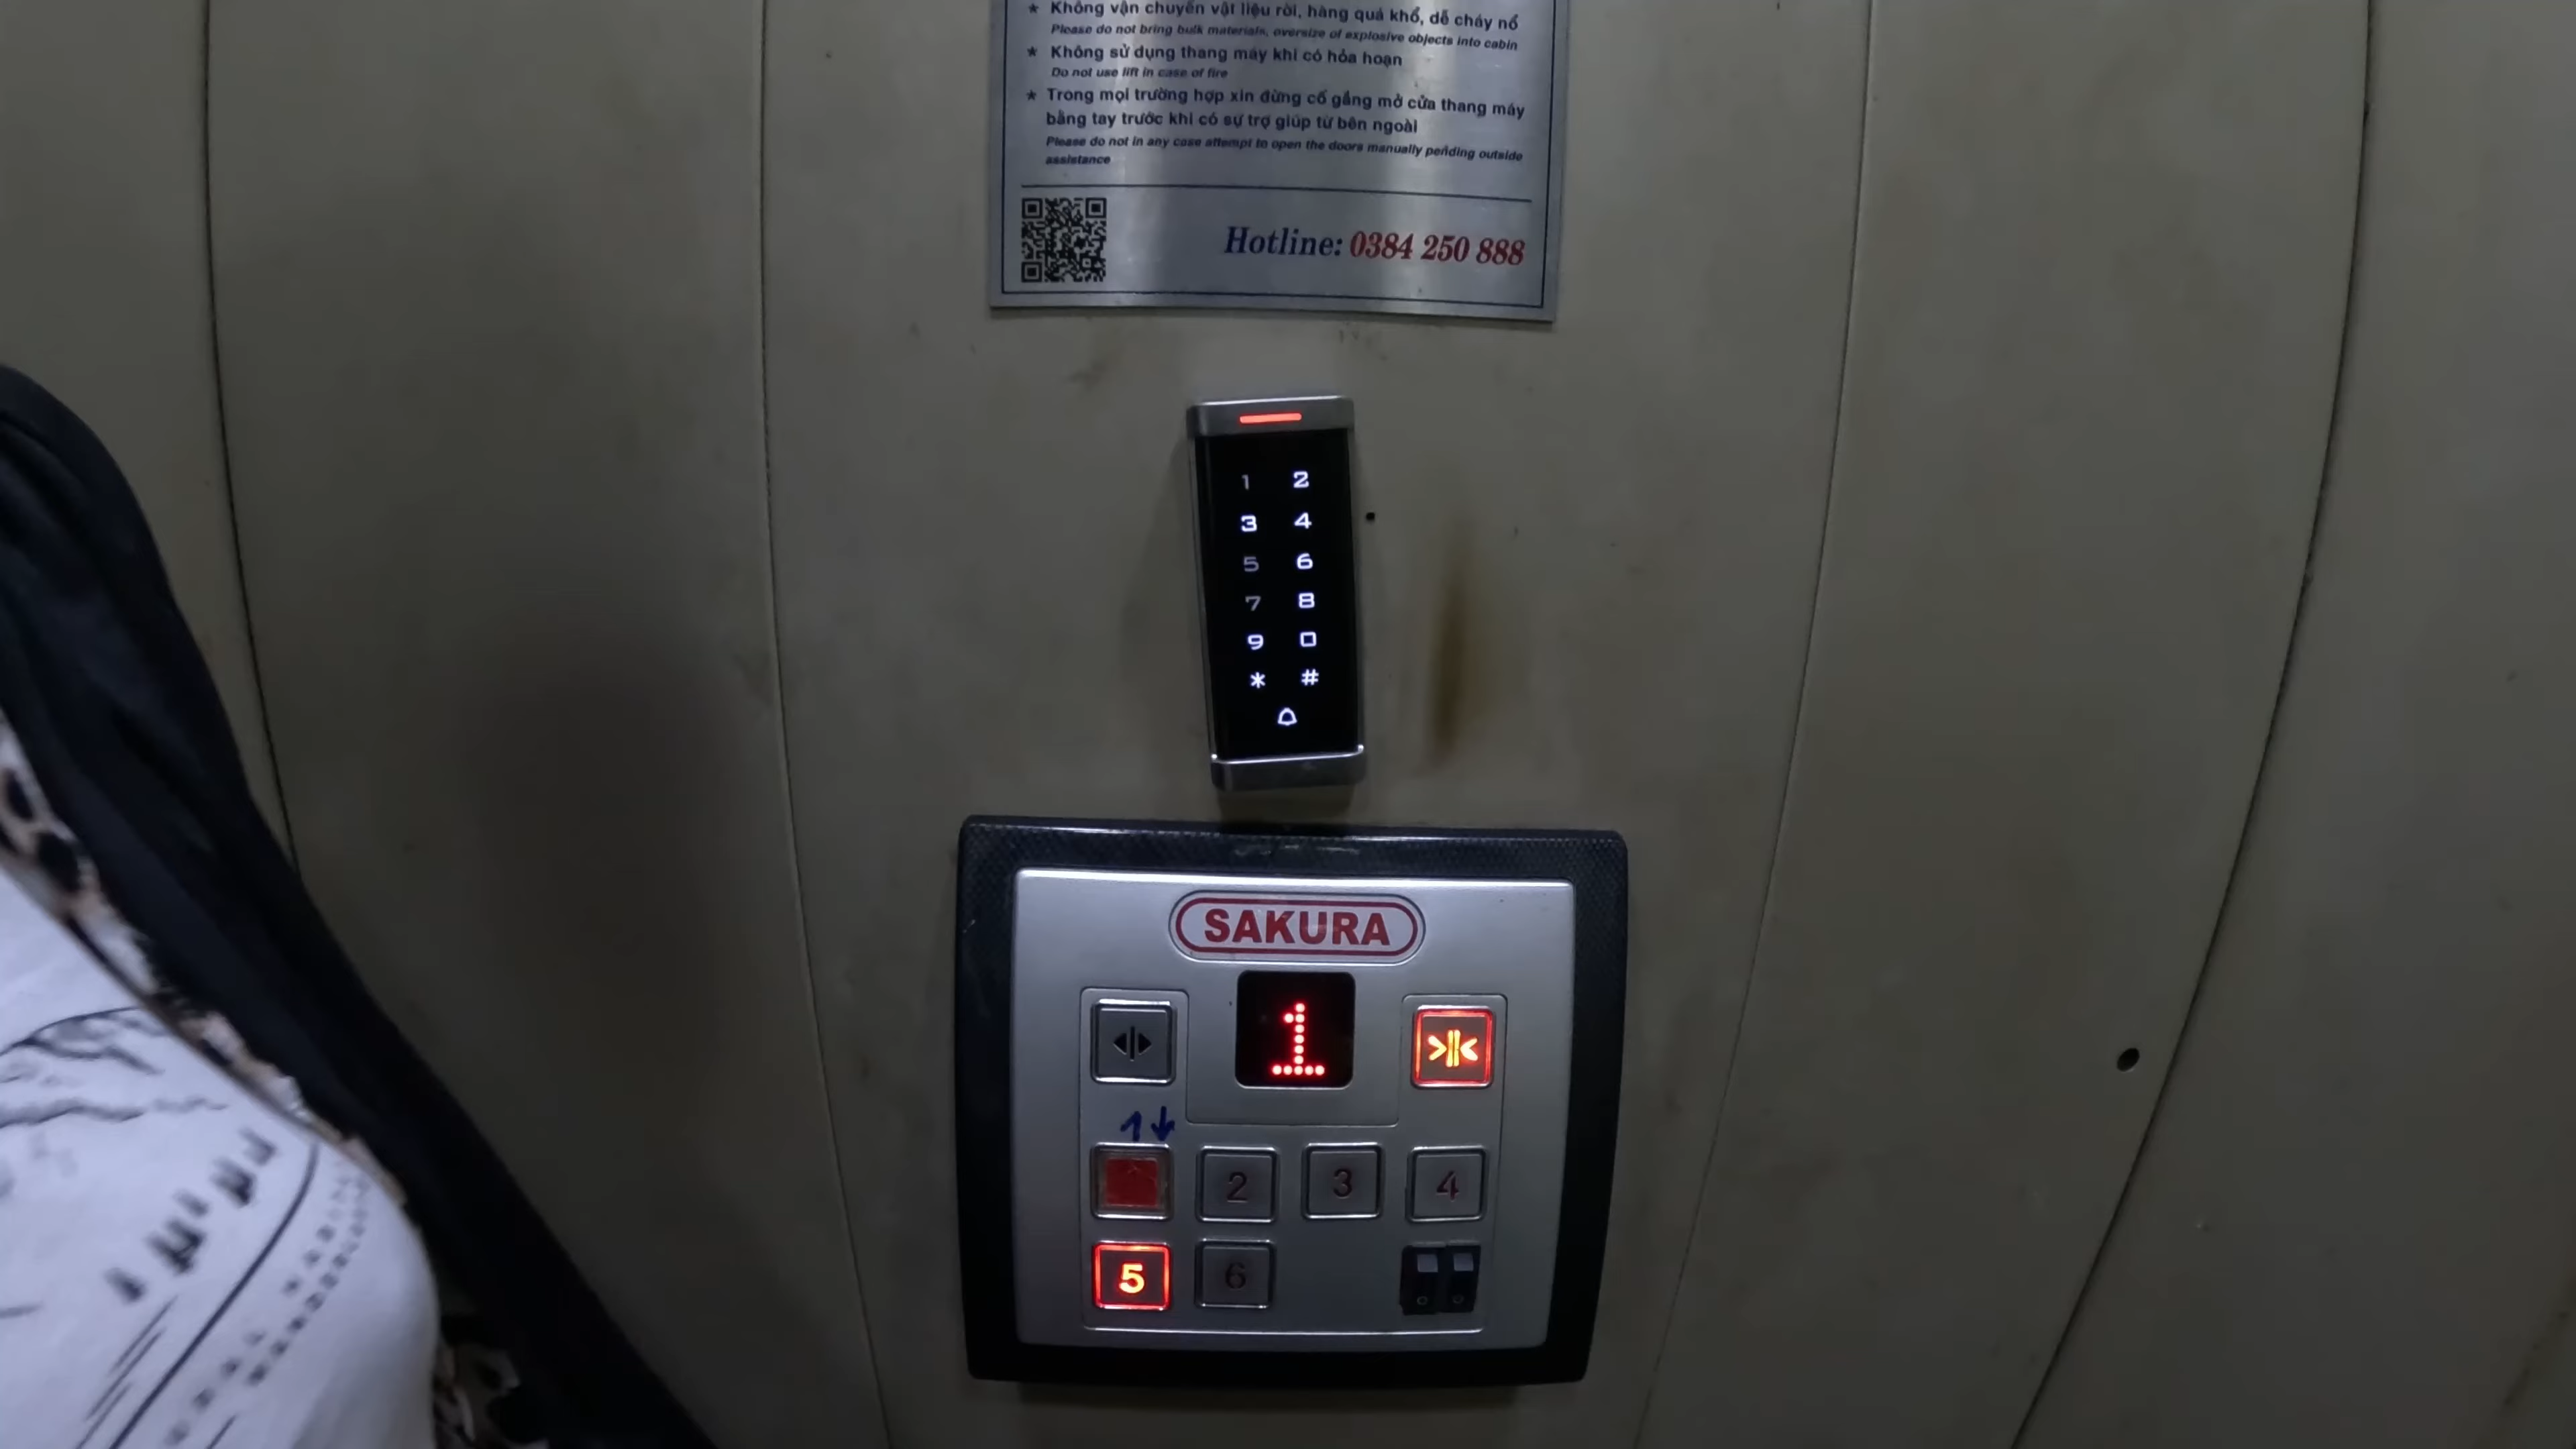 ★ Không vận chuyển vật liệu rời, hàng quá khổ, dễ cháy nổ
Please do not bring bulk materials, oversize of explosive objects into cabin
★ Không sử dụng thang máy khi có hỏa hoạn
Do not use lift in case of fire
★ Trong mọi trường hợp xin đừng cố gắng mở cửa thang máy
bằng tay trước khi có sự trợ giúp từ bên ngoài
Please do not in any case attempt to open the doors manually pending outside
assistance
Hotline: 0384 250 888
1 2
3 4
5 6
7 8
9 0
* #
SAKURA
1
1↓
2 3 4
5 6